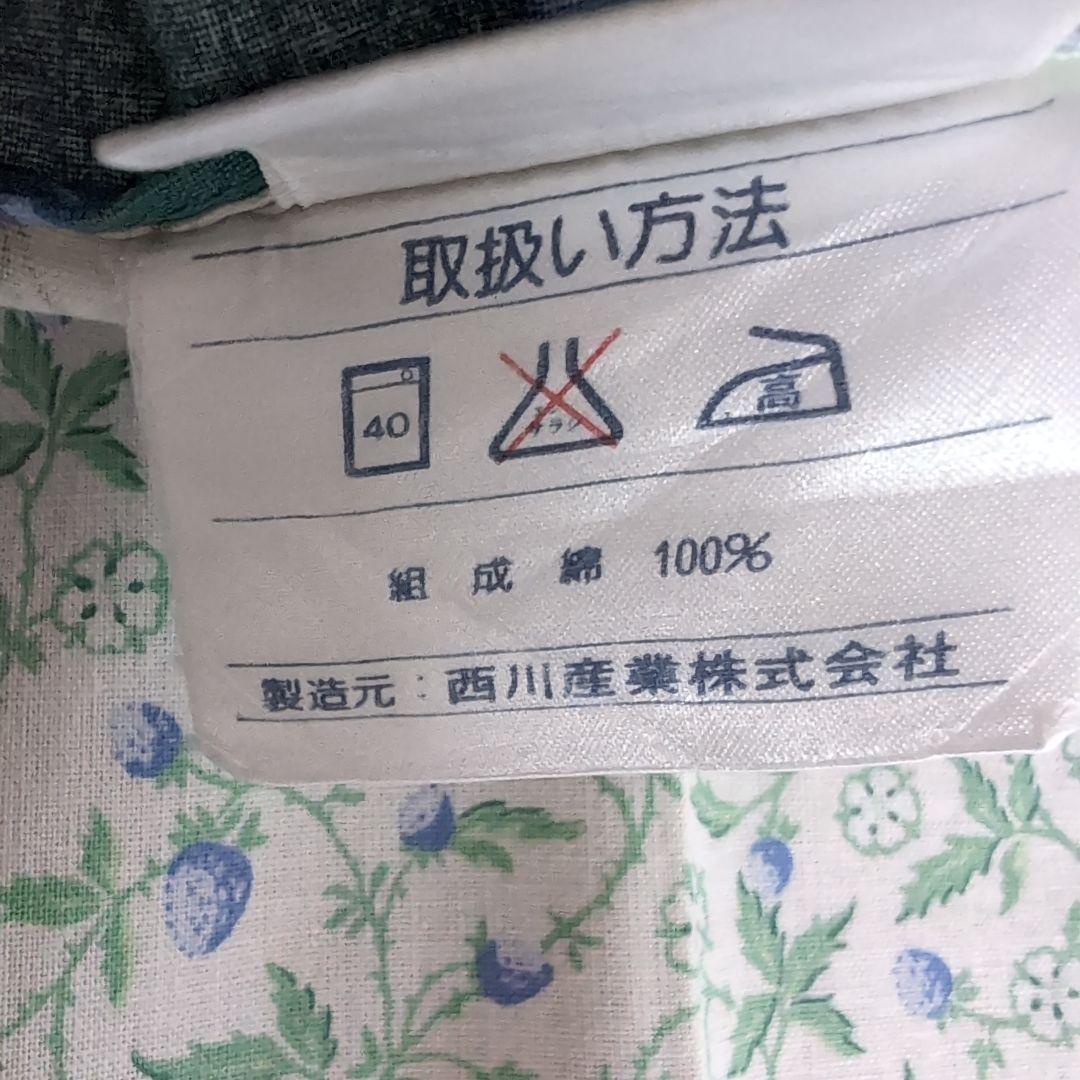 取扱い方法
40 高
組成 綿 100%
製造元:西川産業株式会社